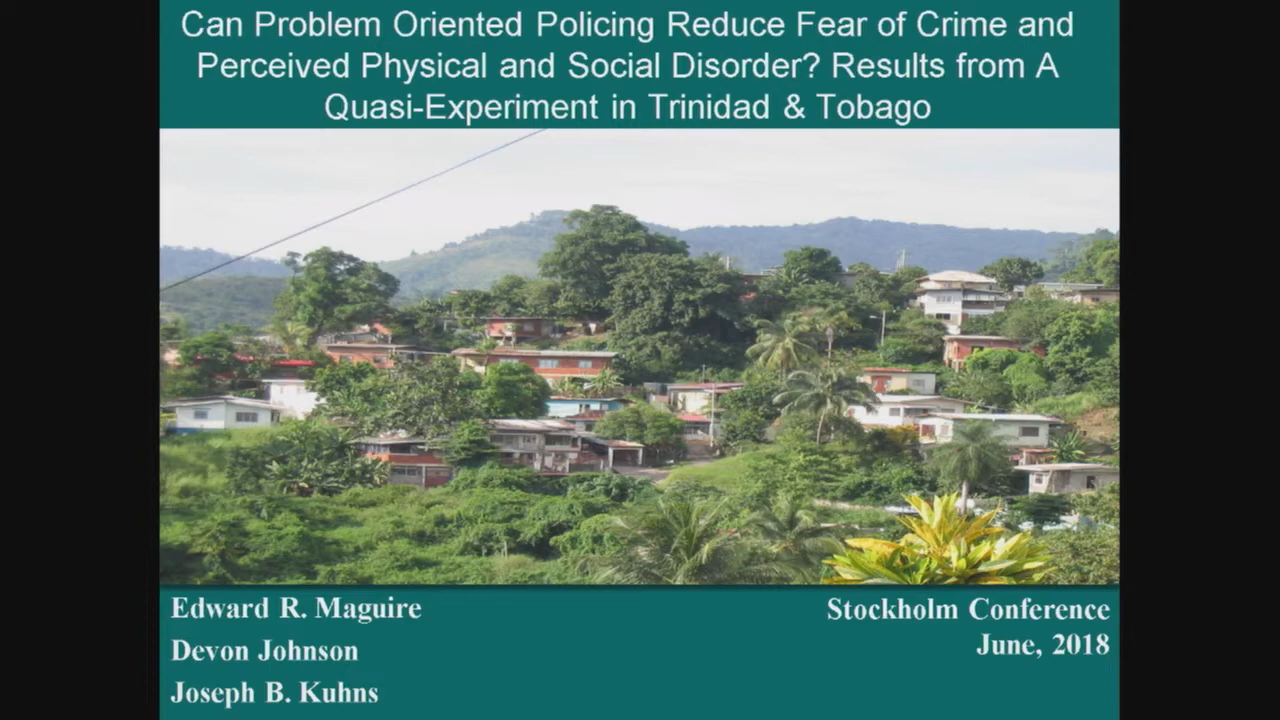 Can Problem Oriented Policing Reduce Fear of Crime and
Perceived Physical and Social Disorder? Results from A
Quasi-Experiment in Trinidad & Tobago
Edward R. Maguire
Devon Johnson
Joseph B. Kuhns
Stockholm Conference
June, 2018